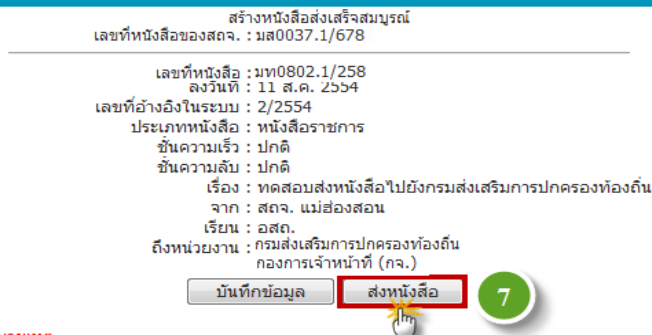 สร้างหนังสือส่งเสร็จสมบูรณ์
เลขที่หนังสือของสถจ. : มส0037.1/678
เลขที่หนังสือ : มท0802.1/258
ลงวันที่ : 11 ส.ค. 2554
เลขที่อ้างอิงในระบบ : 2/2554
ประเภทหนังสือ : หนังสือราชการ
ชั้นความเร็ว : ปกติ
ชั้นความลับ : ปกติ
เรื่อง : ทดสอบส่งหนังสือไปยังกรมส่งเสริมการปกครองท้องถิ่น
จาก : สถจ. แม่ฮ่องสอน
เรียน : อสถ.
ถึงหน่วยงาน : กรมส่งเสริมการปกครองท้องถิ่น
กองการเจ้าหน้าที่ (กจ.)
บันทึกข้อมูล ส่งหนังสือ 7